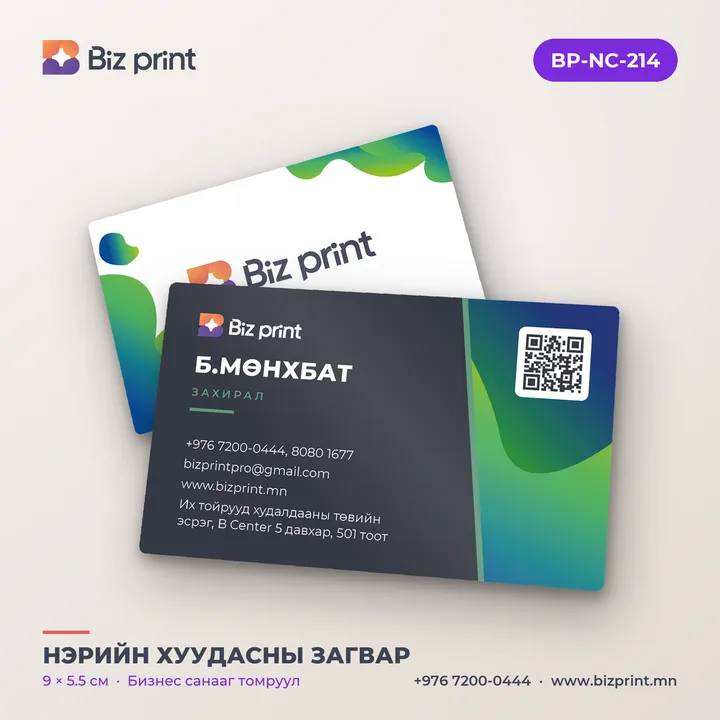 Biz print
BP-NC-214
Biz print
Biz print
Б.МӨНХБАТ
ЗАХИРАЛ
+976 7200-0444, 8080 1677
bizprintpro@gmail.com
www.bizprint.mn
Их тойрууд худалдааны төвийн
эсрэг, B Center 5 давхар, 501 тоот
НЭРИЙН ХУУДАСНЫ ЗАГВАР
9 × 5.5 см · Бизнес санааг томруул
+976 7200-0444 · www.bizprint.mn